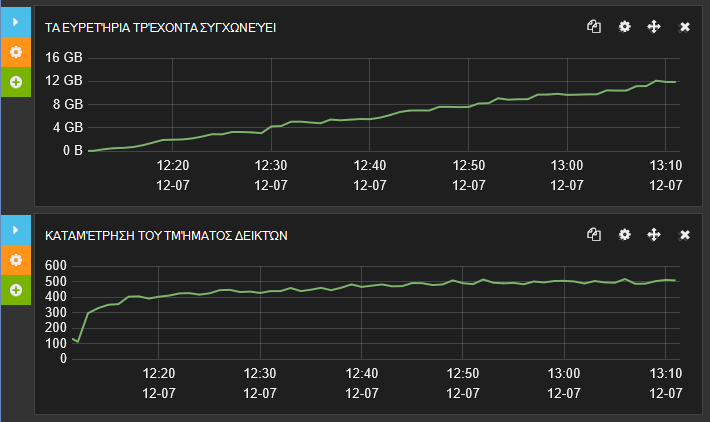 ΤΑ ΕΥΡΕΤΉΡΙΑ ΤΡΈΧΟΝΤΑ ΣΥΓΧΩΝΕΎΕΙ
16 GB
12 GB
8 GB
4 GB
0 B
12:20 12:30 12:40 12:50 13:00 13:10
12-07 12-07 12-07 12-07 12-07 12-07
ΚΑΤΑΜΈΤΡΗΣΗ ΤΟΥ ΤΜΉΜΑΤΟΣ ΔΕΙΚΤΏΝ
600
500
400
300
200
100
0
12:20 12:30 12:40 12:50 13:00 13:10
12-07 12-07 12-07 12-07 12-07 12-07